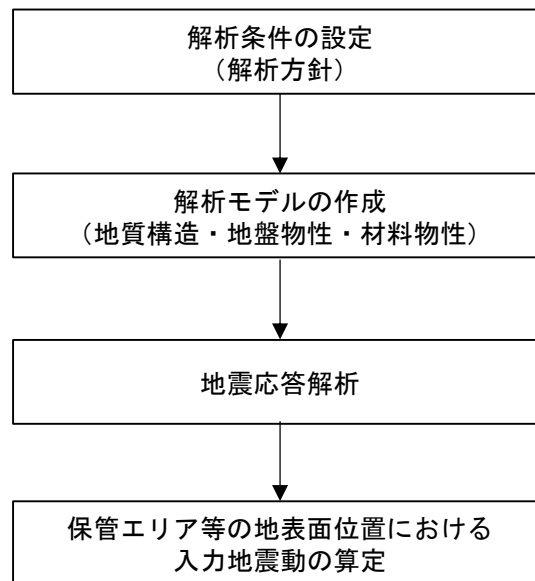 解析条件の設定
（解析方針）
解析モデルの作成
（地質構造・地盤物性・材料物性）
地震応答解析
保管エリア等の地表面位置における
入力地震動の算定